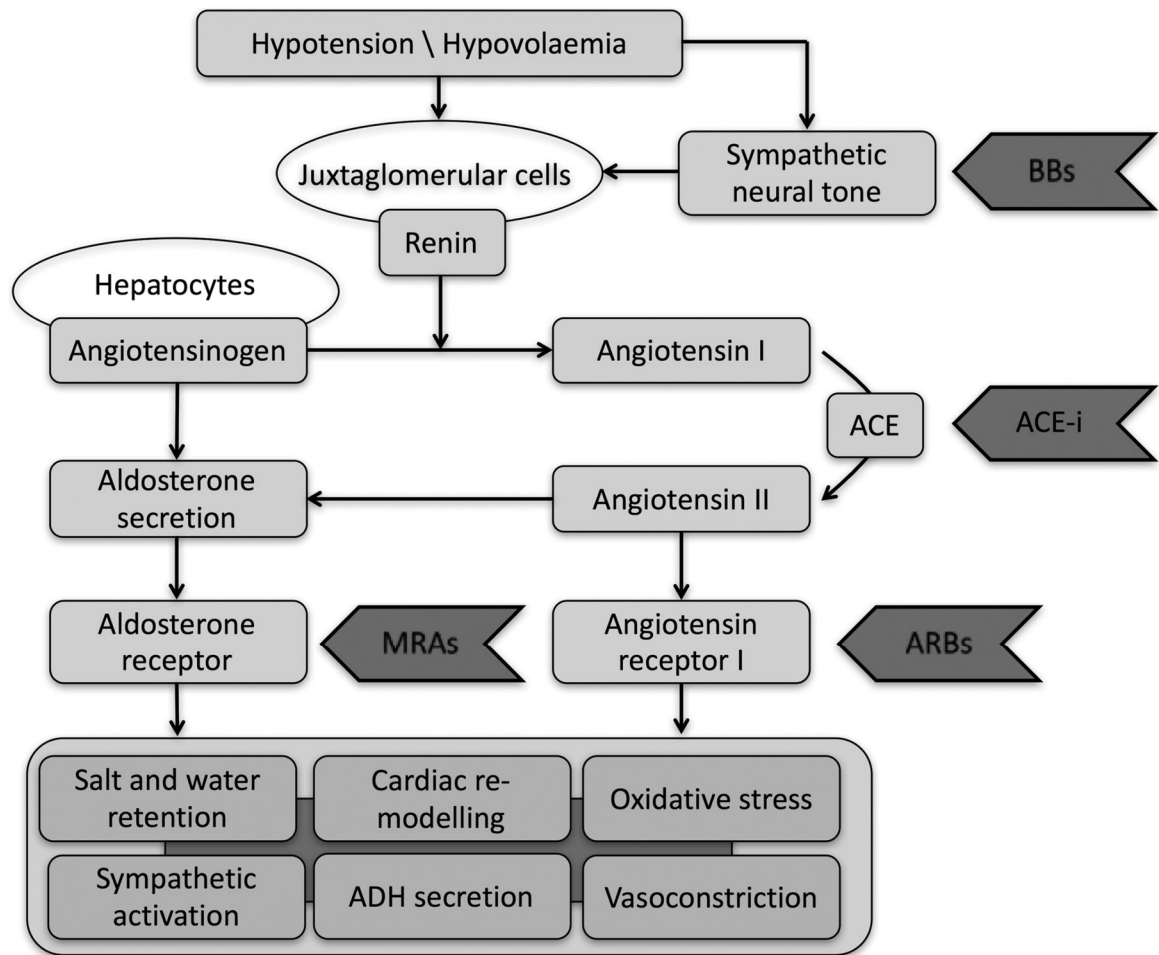 Hypotension \ Hypovolaemia
Juxtaglomerular cells
Sympathetic
neural tone
BBs
Renin
Hepatocytes
Angiotensinogen
Angiotensin I
ACE
ACE-i
Aldosterone
secretion
Angiotensin II
Aldosterone
receptor
MRAs
Angiotensin
receptor I
ARBs
Salt and water
retention
Cardiac re-
modelling
Oxidative stress
Sympathetic
activation
ADH secretion
Vasoconstriction